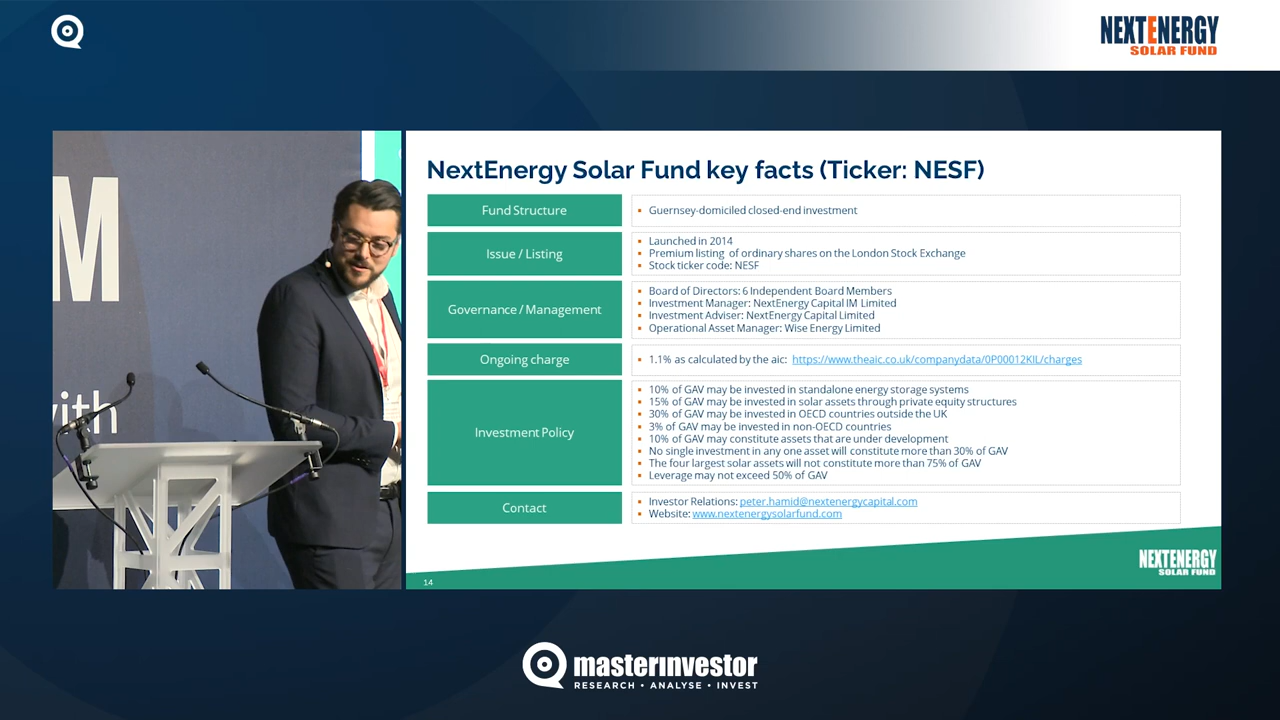 NEXTENERGY
SOLAR FUND
M
with
NextEnergy Solar Fund key facts (Ticker: NESF)
Fund Structure
Guernsey-domiciled closed-end investment
Issue / Listing
Launched in 2014
Premium listing of ordinary shares on the London Stock Exchange
Stock ticker code: NESF
Governance / Management
Board of Directors: 6 Independent Board Members
Investment Manager: NextEnergy Capital IM Limited
Investment Adviser: NextEnergy Capital Limited
Operational Asset Manager: Wise Energy Limited
Ongoing charge
1.1% as calculated by the aic: https://www.theaic.co.uk/companydata/0P00012KIL/charges
Investment Policy
10% of GAV may be invested in standalone energy storage systems
15% of GAV may be invested in solar assets through private equity structures
30% of GAV may be invested in OECD countries outside the UK
3% of GAV may be invested in non-OECD countries
10% of GAV may constitute assets that are under development
No single investment in any one asset will constitute more than 30% of GAV
The four largest solar assets will not constitute more than 75% of GAV
Leverage may not exceed 50% of GAV
Contact
Investor Relations: peter.hamid@nextenergycapital.com
Website: www.nextenergysolarfund.com
14
NEXTENERGY
SOLAR FUND
masterinvestor
RESEARCH • ANALYSE • INVEST